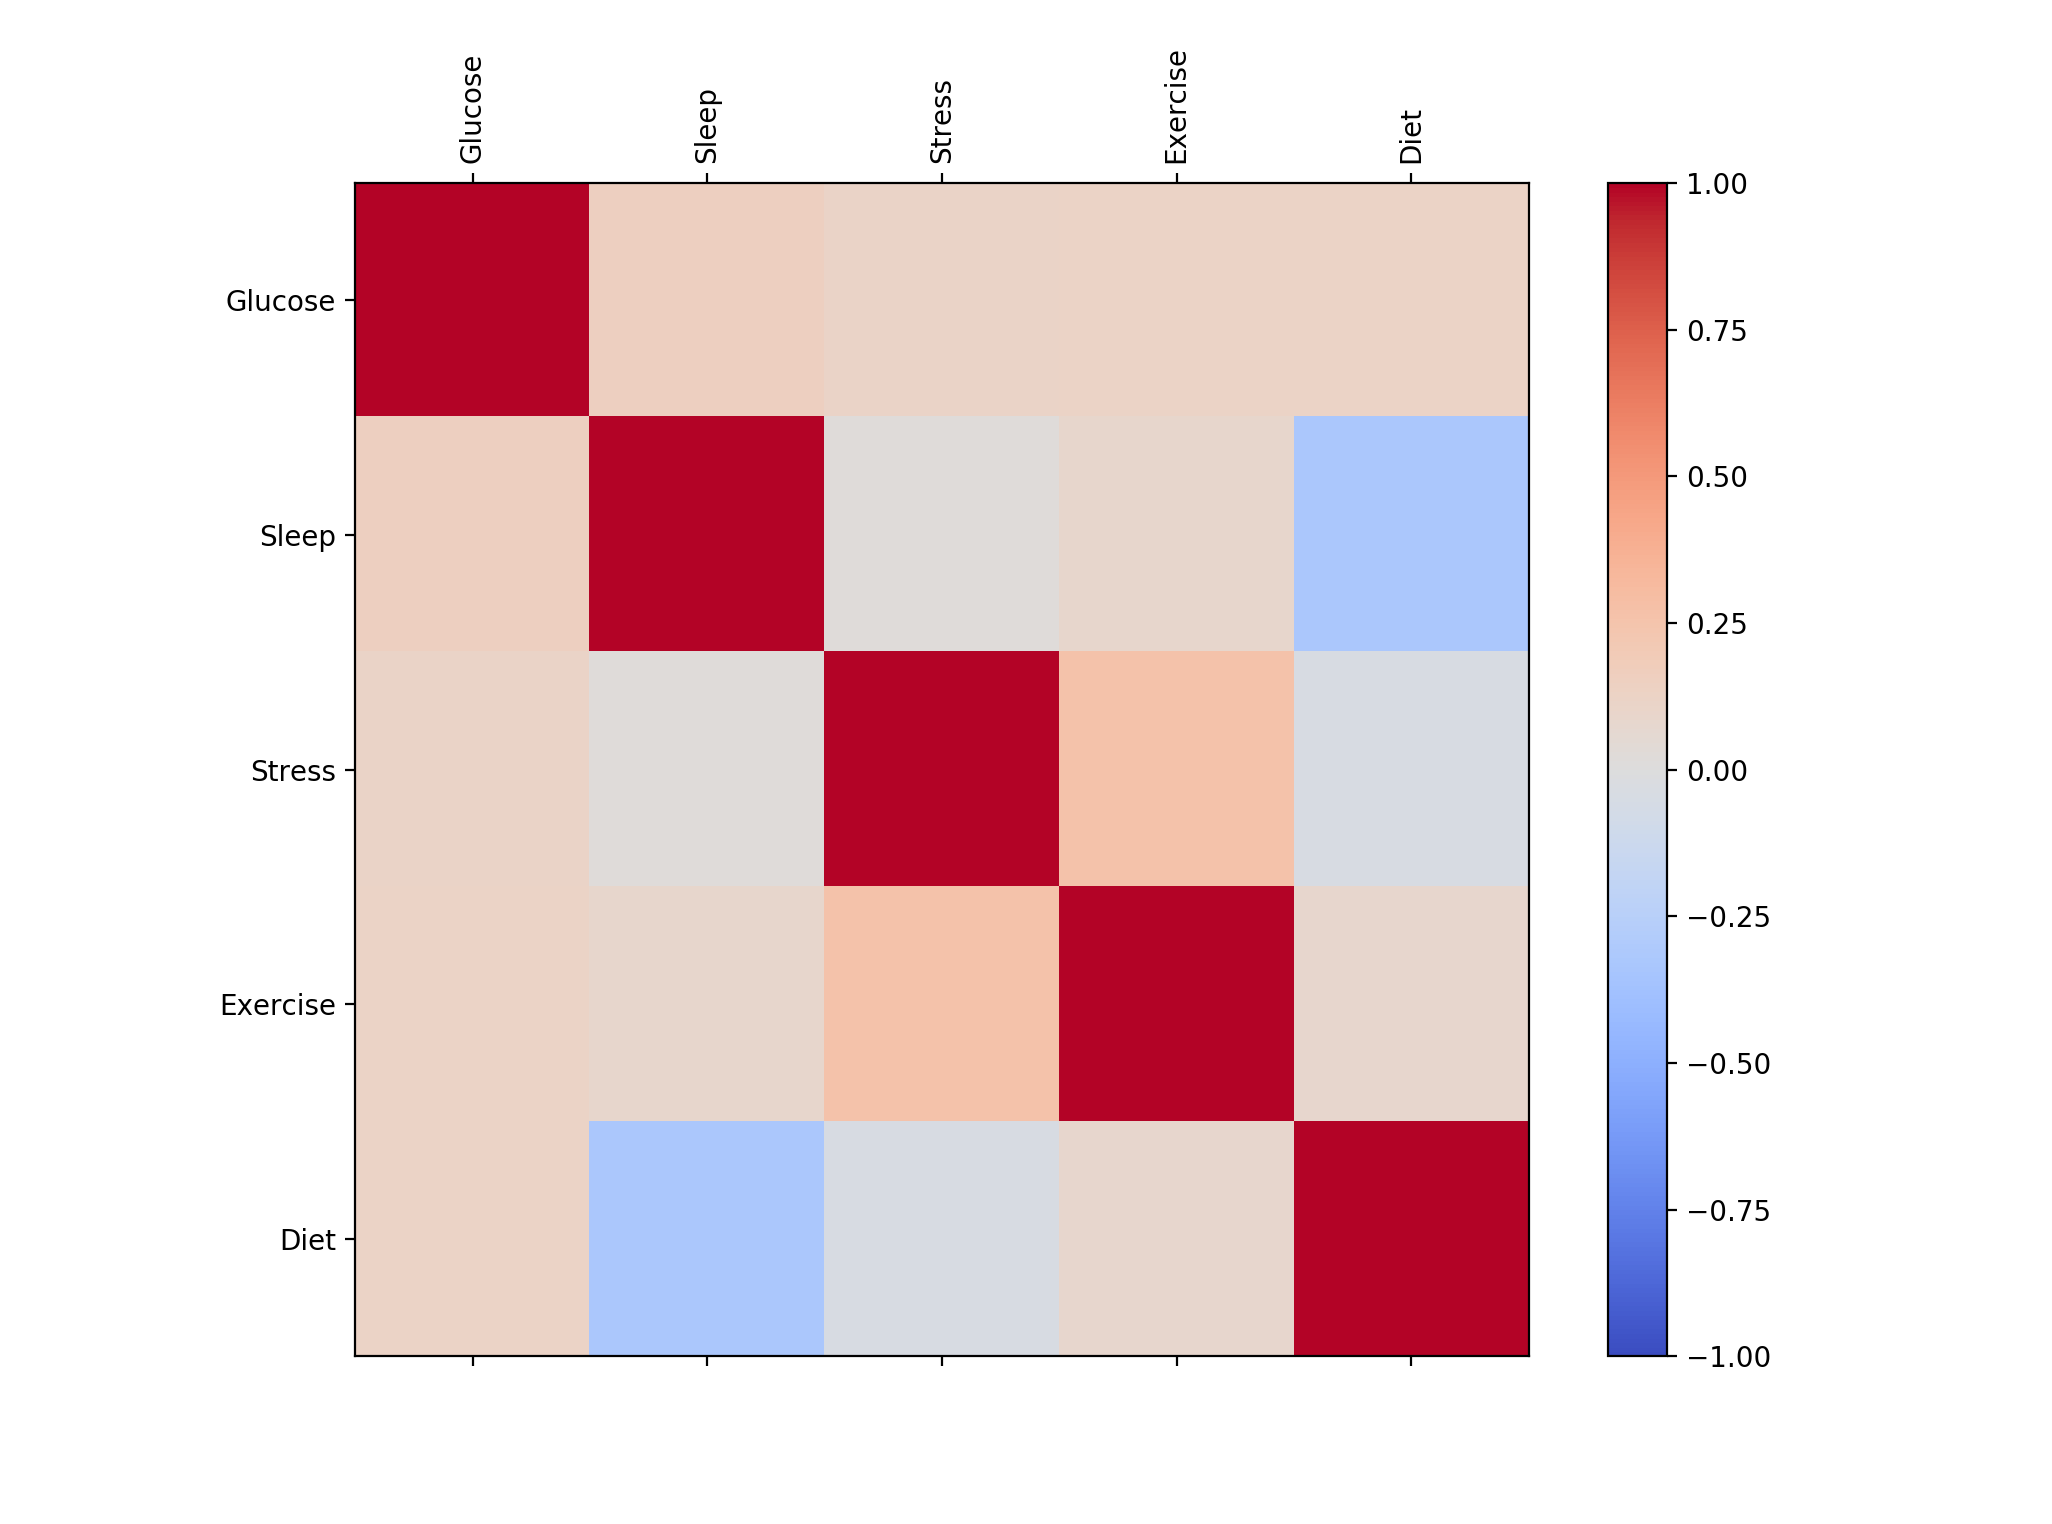 Glucose
Sleep
Stress
Exercise
Diet
Glucose
Sleep
Stress
Exercise
Diet
1.00
0.75
0.50
0.25
0.00
−0.25
−0.50
−0.75
−1.00